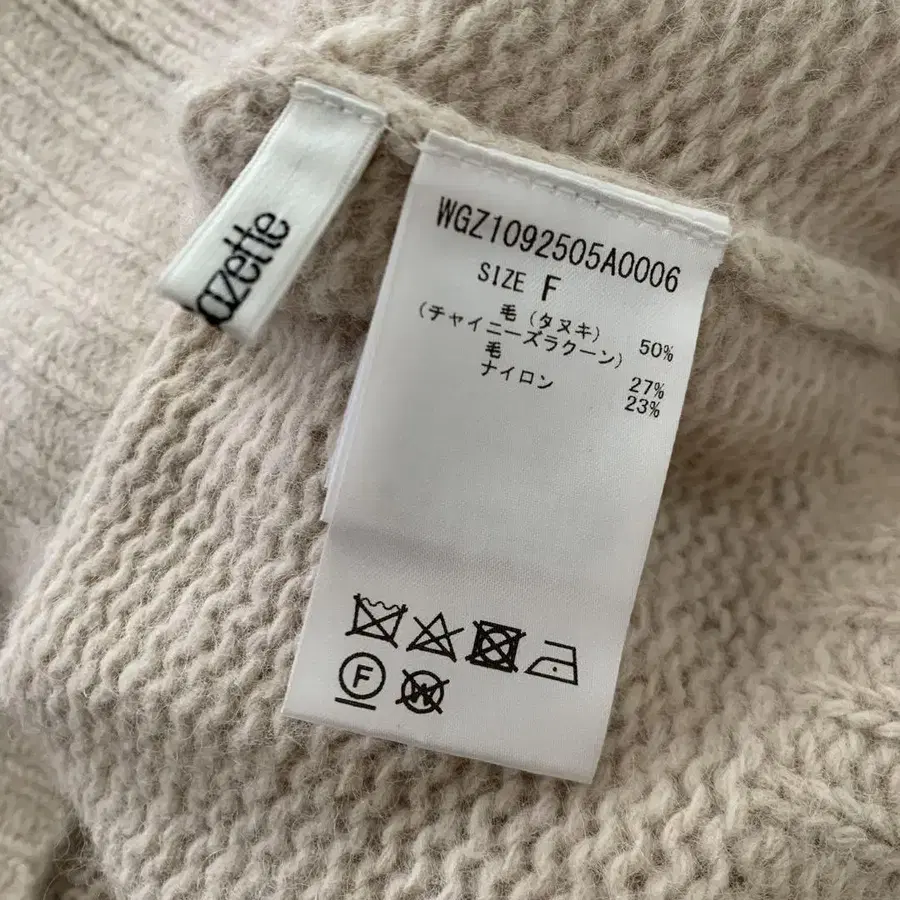 azette
WGZ1092505A0006
SIZE F
毛(タヌキ) 50%
(チャイニーズラクーン)
毛 27%
ナイロン 23%
F
W